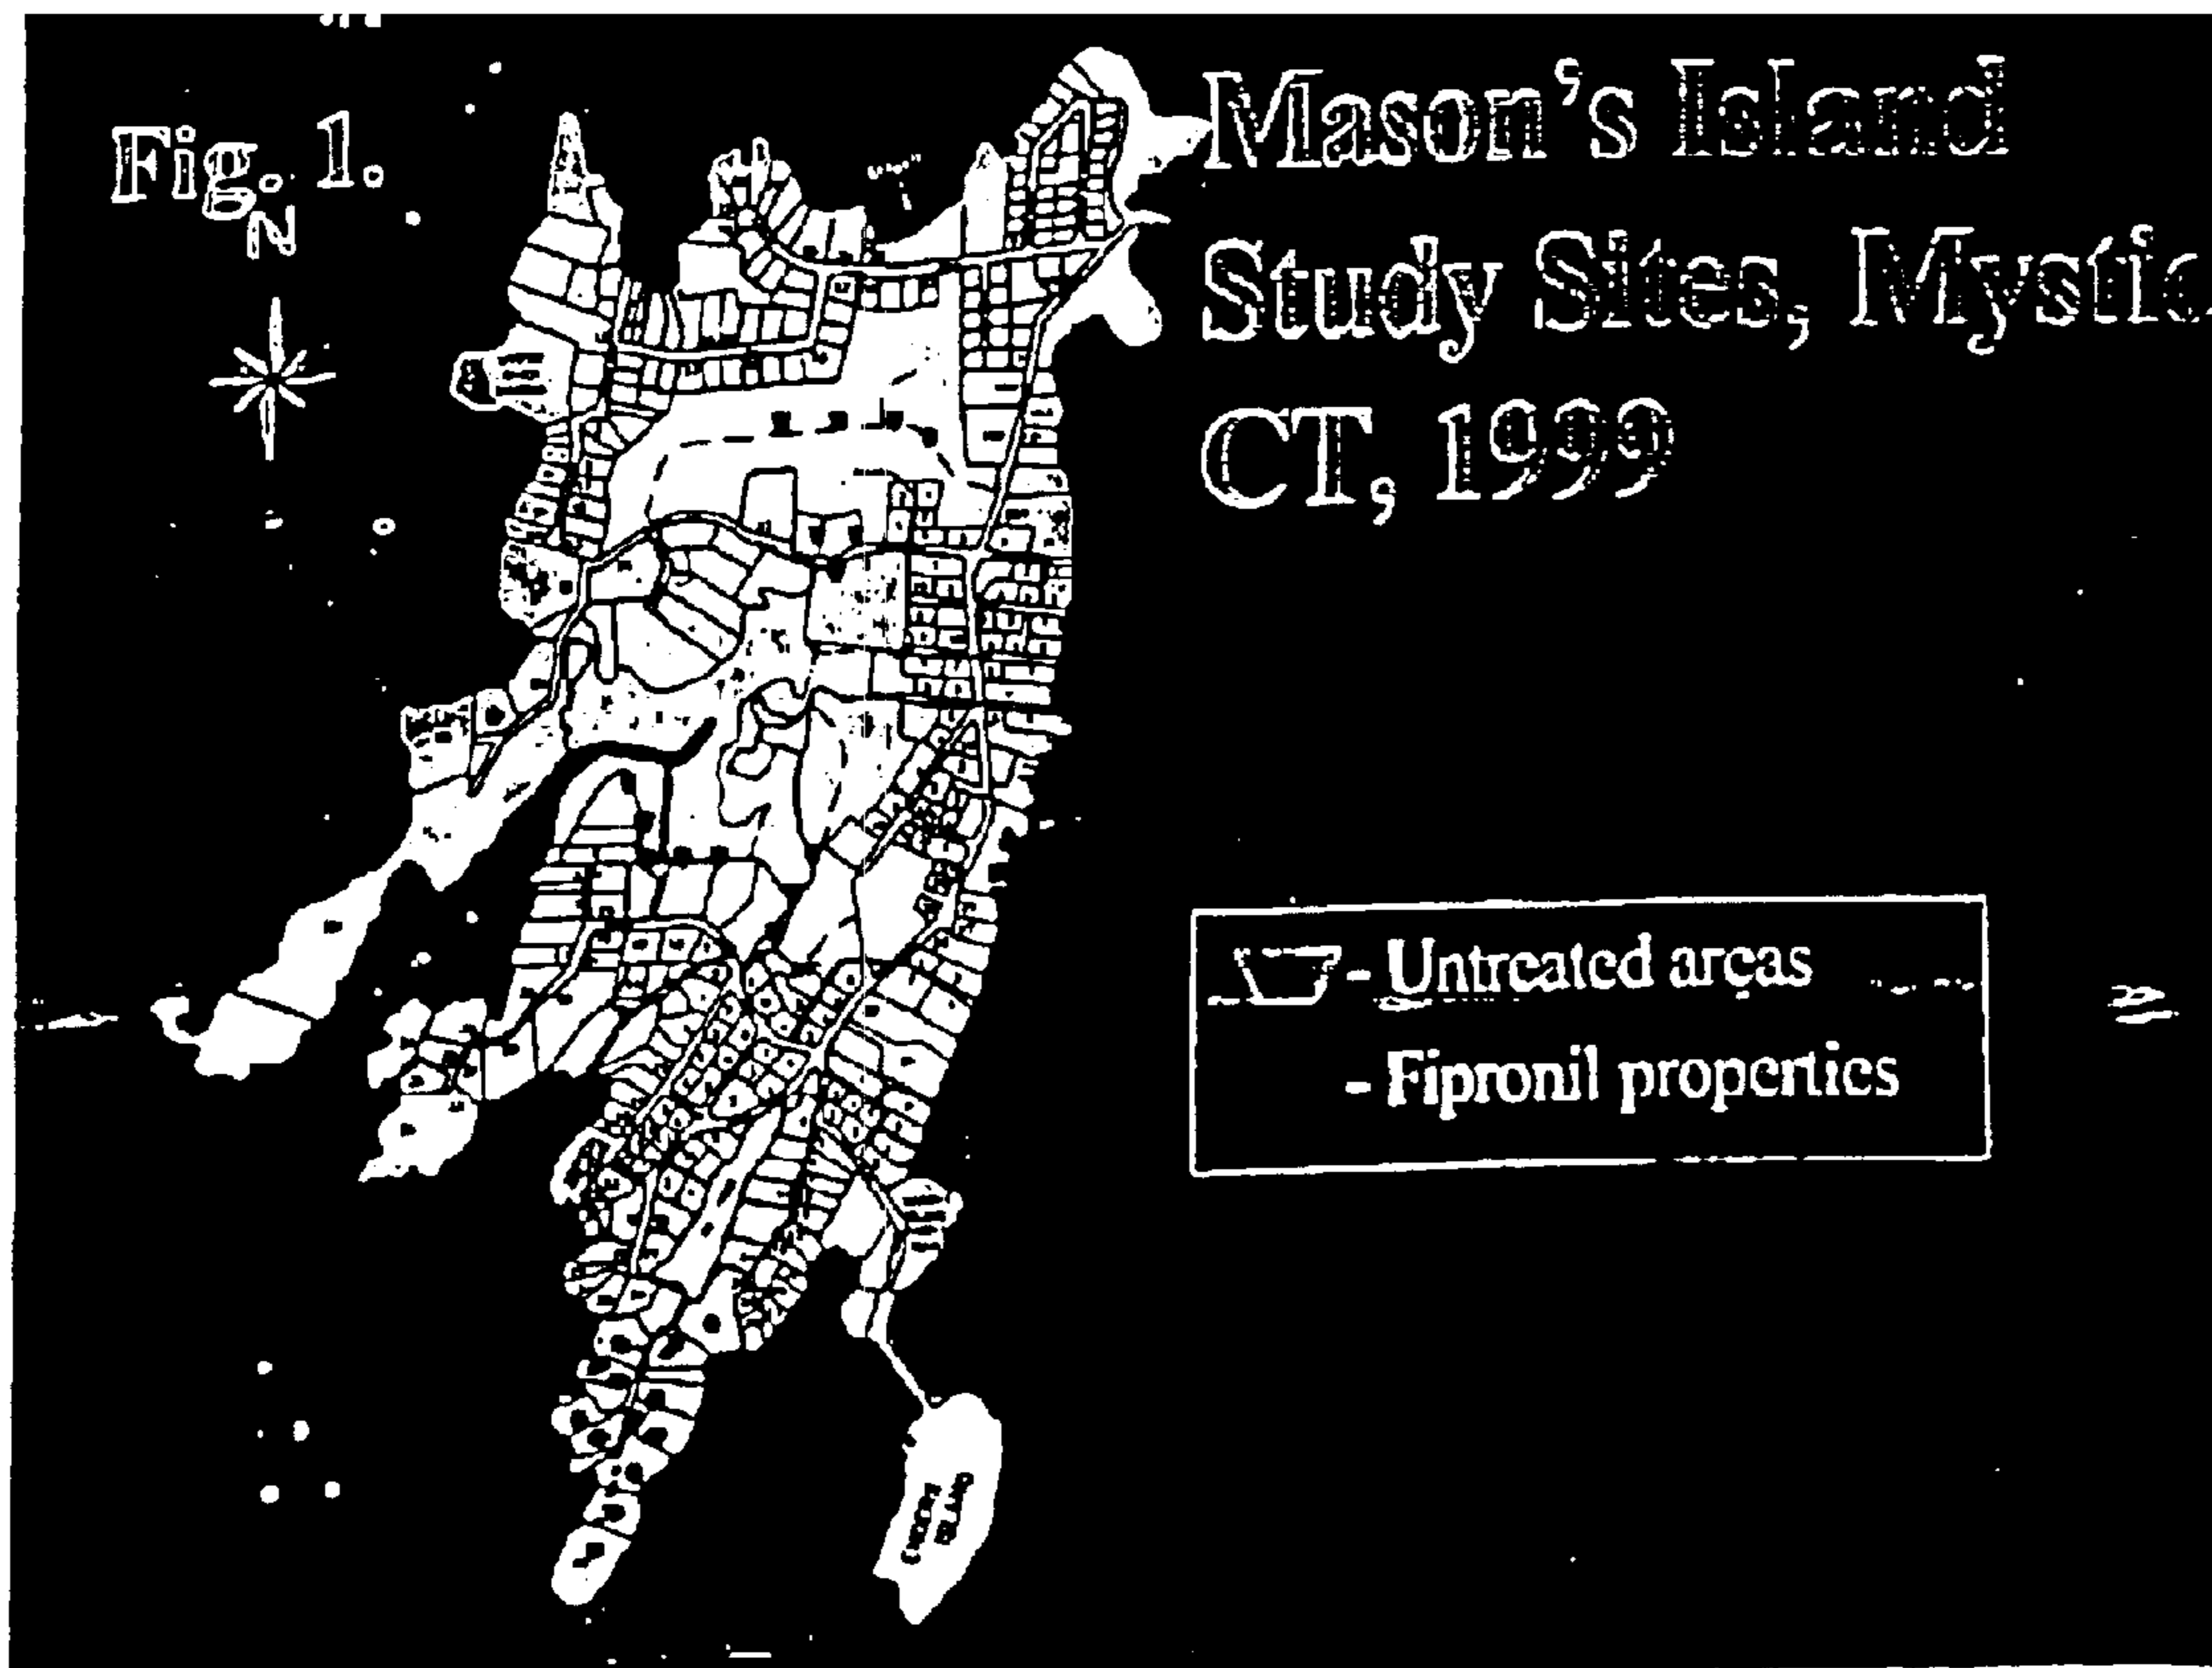 Fig. 1.
N
Mason's Island
Study Sites, Mystic
CT, 1999
- Untreated areas
- Fipronil properties